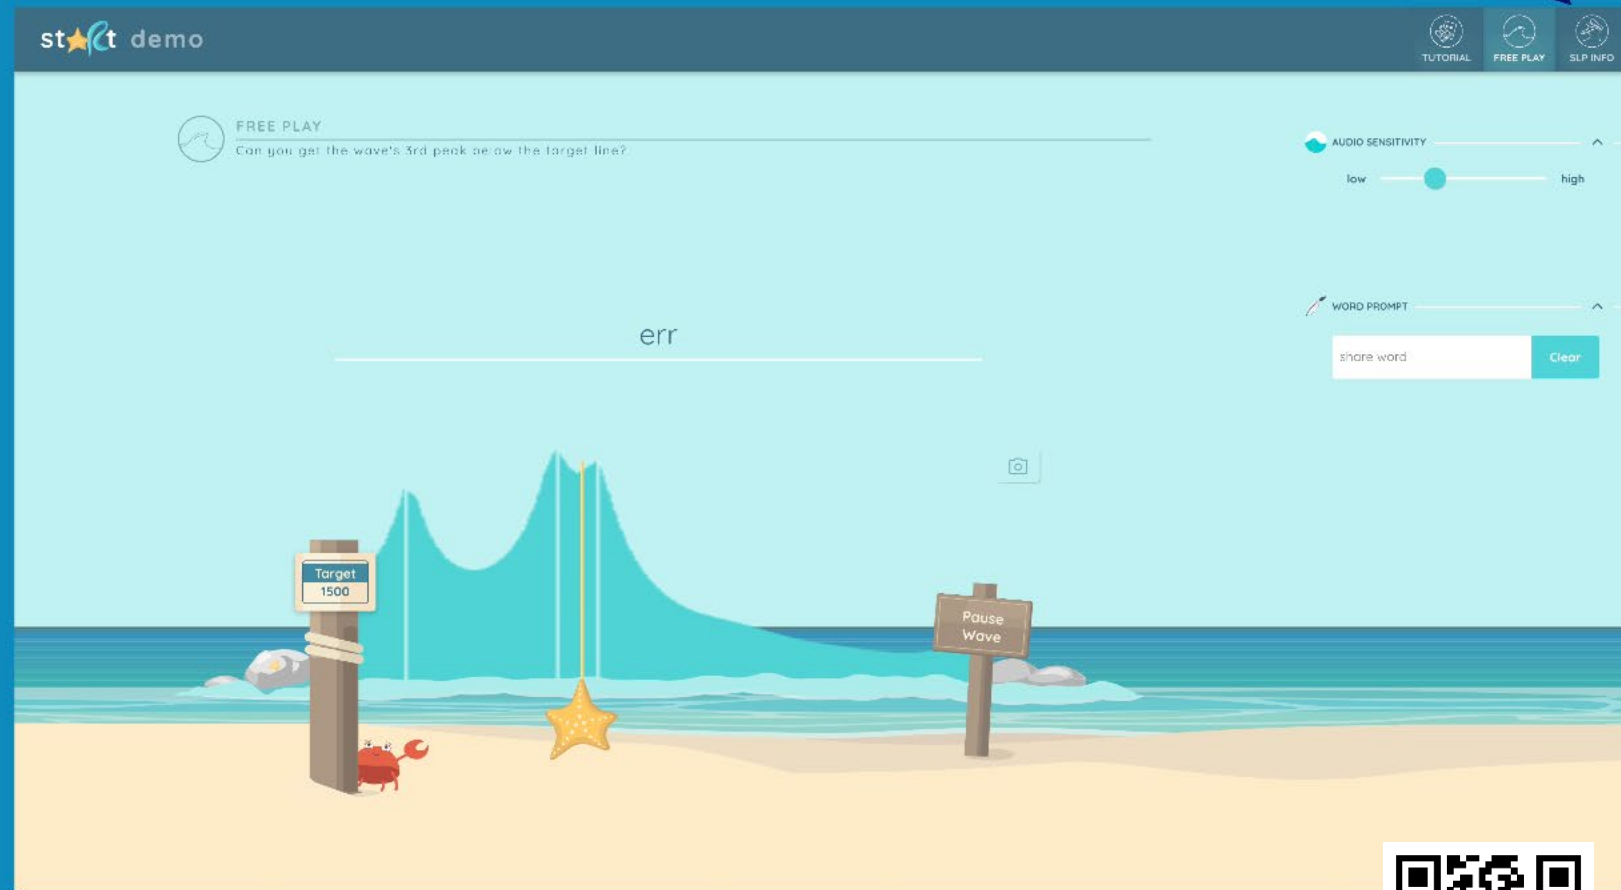 staRt demo
TUTORIAL
FREE PLAY
SLP INFO
FREE PLAY
Can you get the wave's 3rd peak below the target line?
AUDIO SENSITIVITY
low
high
err
WORD PROMPT
share word
Clear
Target
1500
Pause
Wave